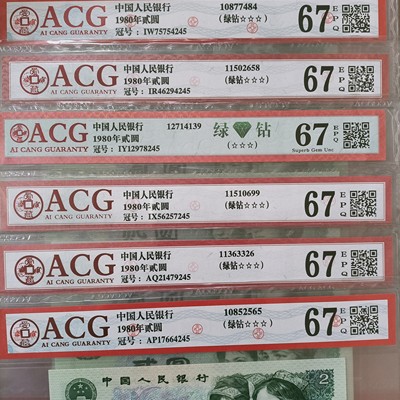 ACG 中国人民银行 10877484 67 EPQ
1980年贰圆 (绿钻☆☆☆)
AI CANG GUARANTY 冠号：IW75754245
ACG 中国人民银行 11502658 67 EPQ
1980年贰圆 (绿钻☆☆☆)
AI CANG GUARANTY 冠号：IR46294245
ACG 中国人民银行 12714139 绿 钻 67 EPQ
1980年贰圆 (☆☆☆)
AI CANG GUARANTY 冠号：IY12978245 Superb Gem Unc
ACG 中国人民银行 11510699 67 EPQ
1980年贰圆 (绿钻☆☆☆)
AI CANG GUARANTY 冠号：IX56257245
ACG 中国人民银行 11363326 67 EPQ
1980年贰圆 (绿钻☆☆☆)
AI CANG GUARANTY 冠号：AQ21479245
ACG 中国人民银行 10852565 67 EPQ
1980年贰圆 (绿钻☆☆☆)
AI CANG GUARANTY 冠号：AP17664245
中国人民银行 2